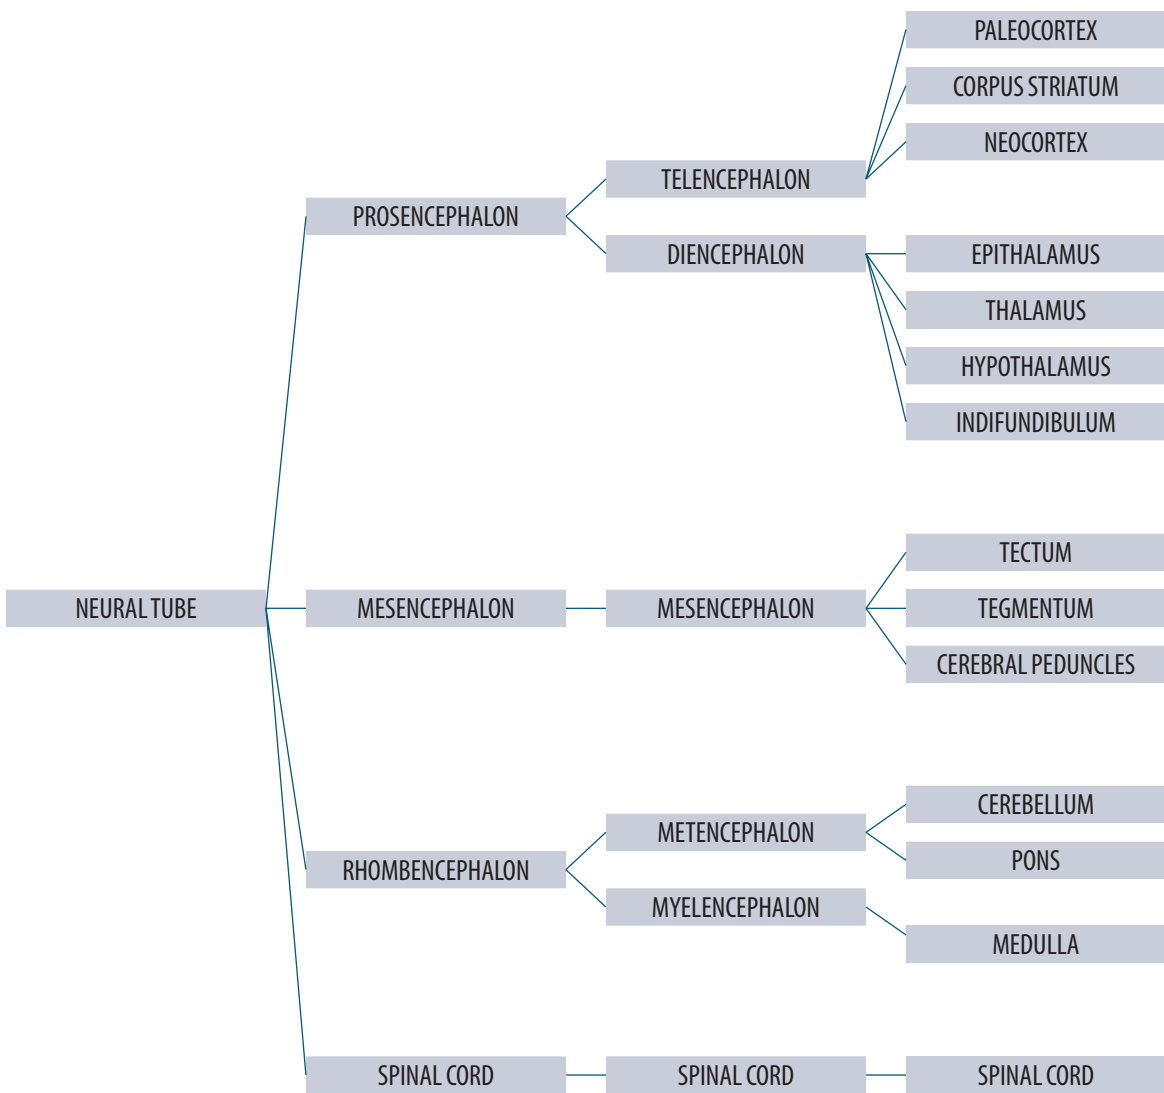 PALEOCORTEX
CORPUS STRIATUM
NEOCORTEX
TELENCEPHALON
PROSENCEPHALON
DIENCEPHALON
EPITHALAMUS
THALAMUS
HYPOTHALAMUS
INDIFUNDIBULUM
TECTUM
NEURAL TUBE
MESENCEPHALON
MESENCEPHALON
TEGMENTUM
CEREBRAL PEDUNCLES
CEREBELLUM
METENCEPHALON
PONS
RHOMBENCEPHALON
MYELENCEPHALON
MEDULLA
SPINAL CORD
SPINAL CORD
SPINAL CORD